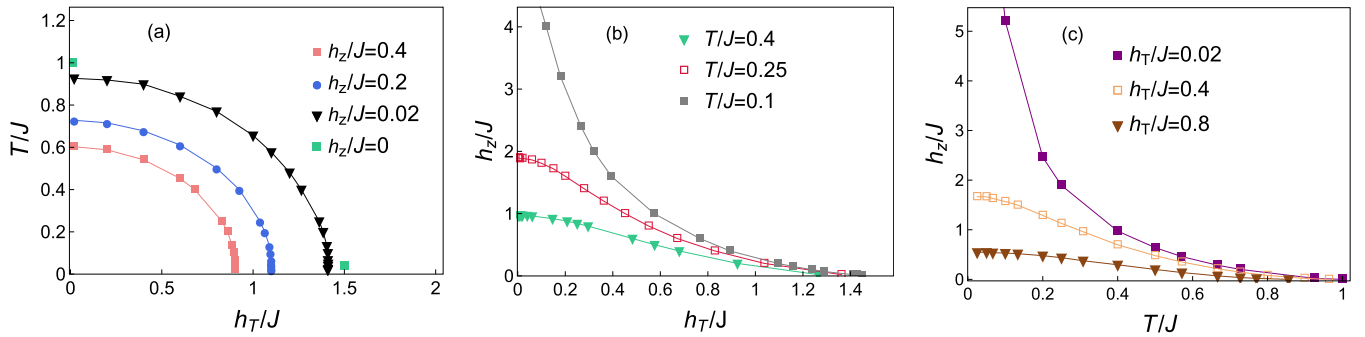 (a)
h_z/J=0.4
h_z/J=0.2
h_z/J=0.02
h_z/J=0
T/J
1.2
1
0.8
0.6
0.4
0.2
0
0
0.5
1.0
1.5
2
h_T/J
(b)
T/J=0.4
T/J=0.25
T/J=0.1
h_z/J
4
3
2
1
0
0
0.2
0.4
0.6
0.8
1
1.2
1.4
h_T/J
(c)
h_T/J=0.02
h_T/J=0.4
h_T/J=0.8
h_z/J
5
4
3
2
1
0
0
0.2
0.4
0.6
0.8
1
T/J